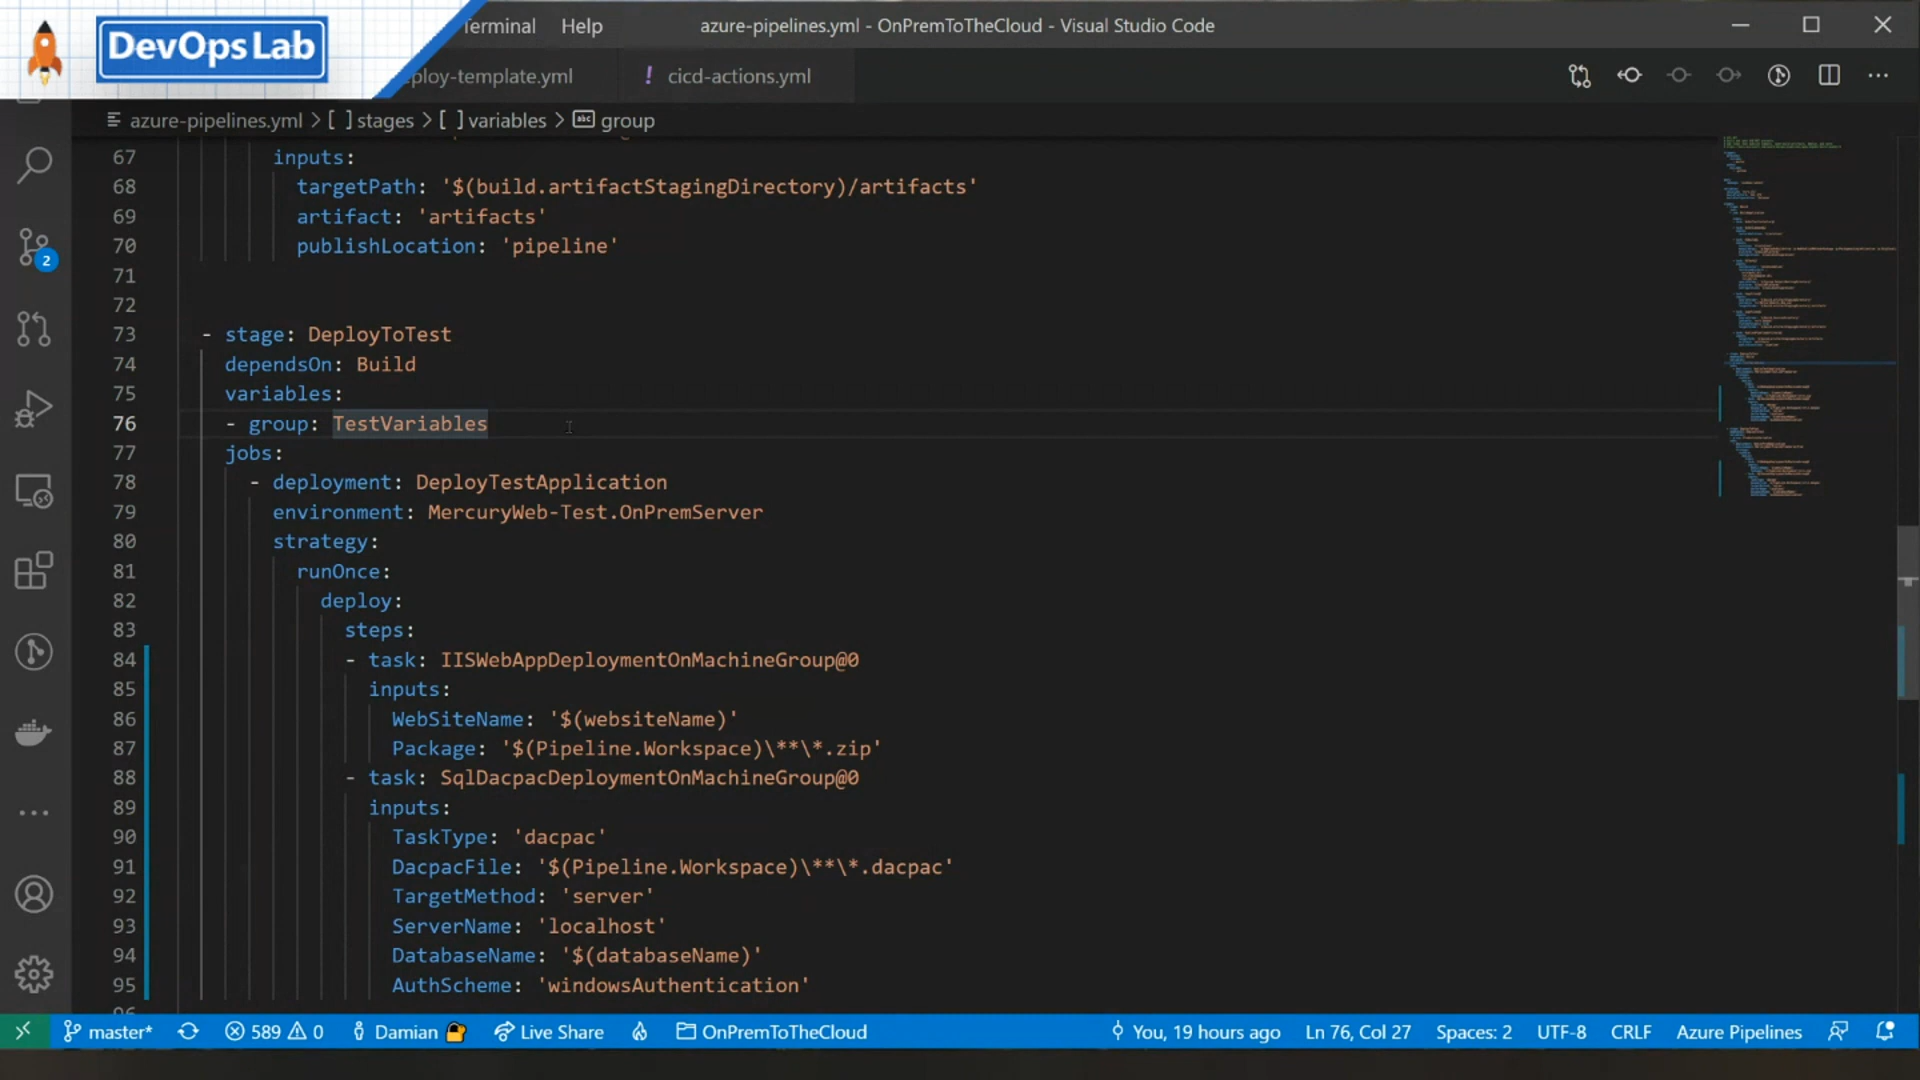 DevOps Lab
Terminal Help azure-pipelines.yml - OnPremToTheCloud - Visual Studio Code
ploy-template.yml ! cicd-actions.yml
azure-pipelines.yml > [ ] stages > [ ] variables > abc group
67 inputs:
68 targetPath: '$(build.artifactStagingDirectory)/artifacts'
69 artifact: 'artifacts'
70 publishLocation: 'pipeline'
71
72
73 - stage: DeployToTest
74 dependsOn: Build
75 variables:
76 - group: TestVariables
77 jobs:
78 - deployment: DeployTestApplication
79 environment: MercuryWeb-Test.OnPremServer
80 strategy:
81 runOnce:
82 deploy:
83 steps:
84 - task: IISWebAppDeploymentOnMachineGroup@0
85 inputs:
86 WebSiteName: '$(websiteName)'
87 Package: '$(Pipeline.Workspace)\**\*.zip'
88 - task: SqlDacpacDeploymentOnMachineGroup@0
89 inputs:
90 TaskType: 'dacpac'
91 DacpacFile: '$(Pipeline.Workspace)\**\*.dacpac'
92 TargetMethod: 'server'
93 ServerName: 'localhost'
94 DatabaseName: '$(databaseName)'
95 AuthScheme: 'windowsAuthentication'
2
master* 589 0 Damian Live Share OnPremToTheCloud You, 19 hours ago Ln 76, Col 27 Spaces: 2 UTF-8 CRLF Azure Pipelines